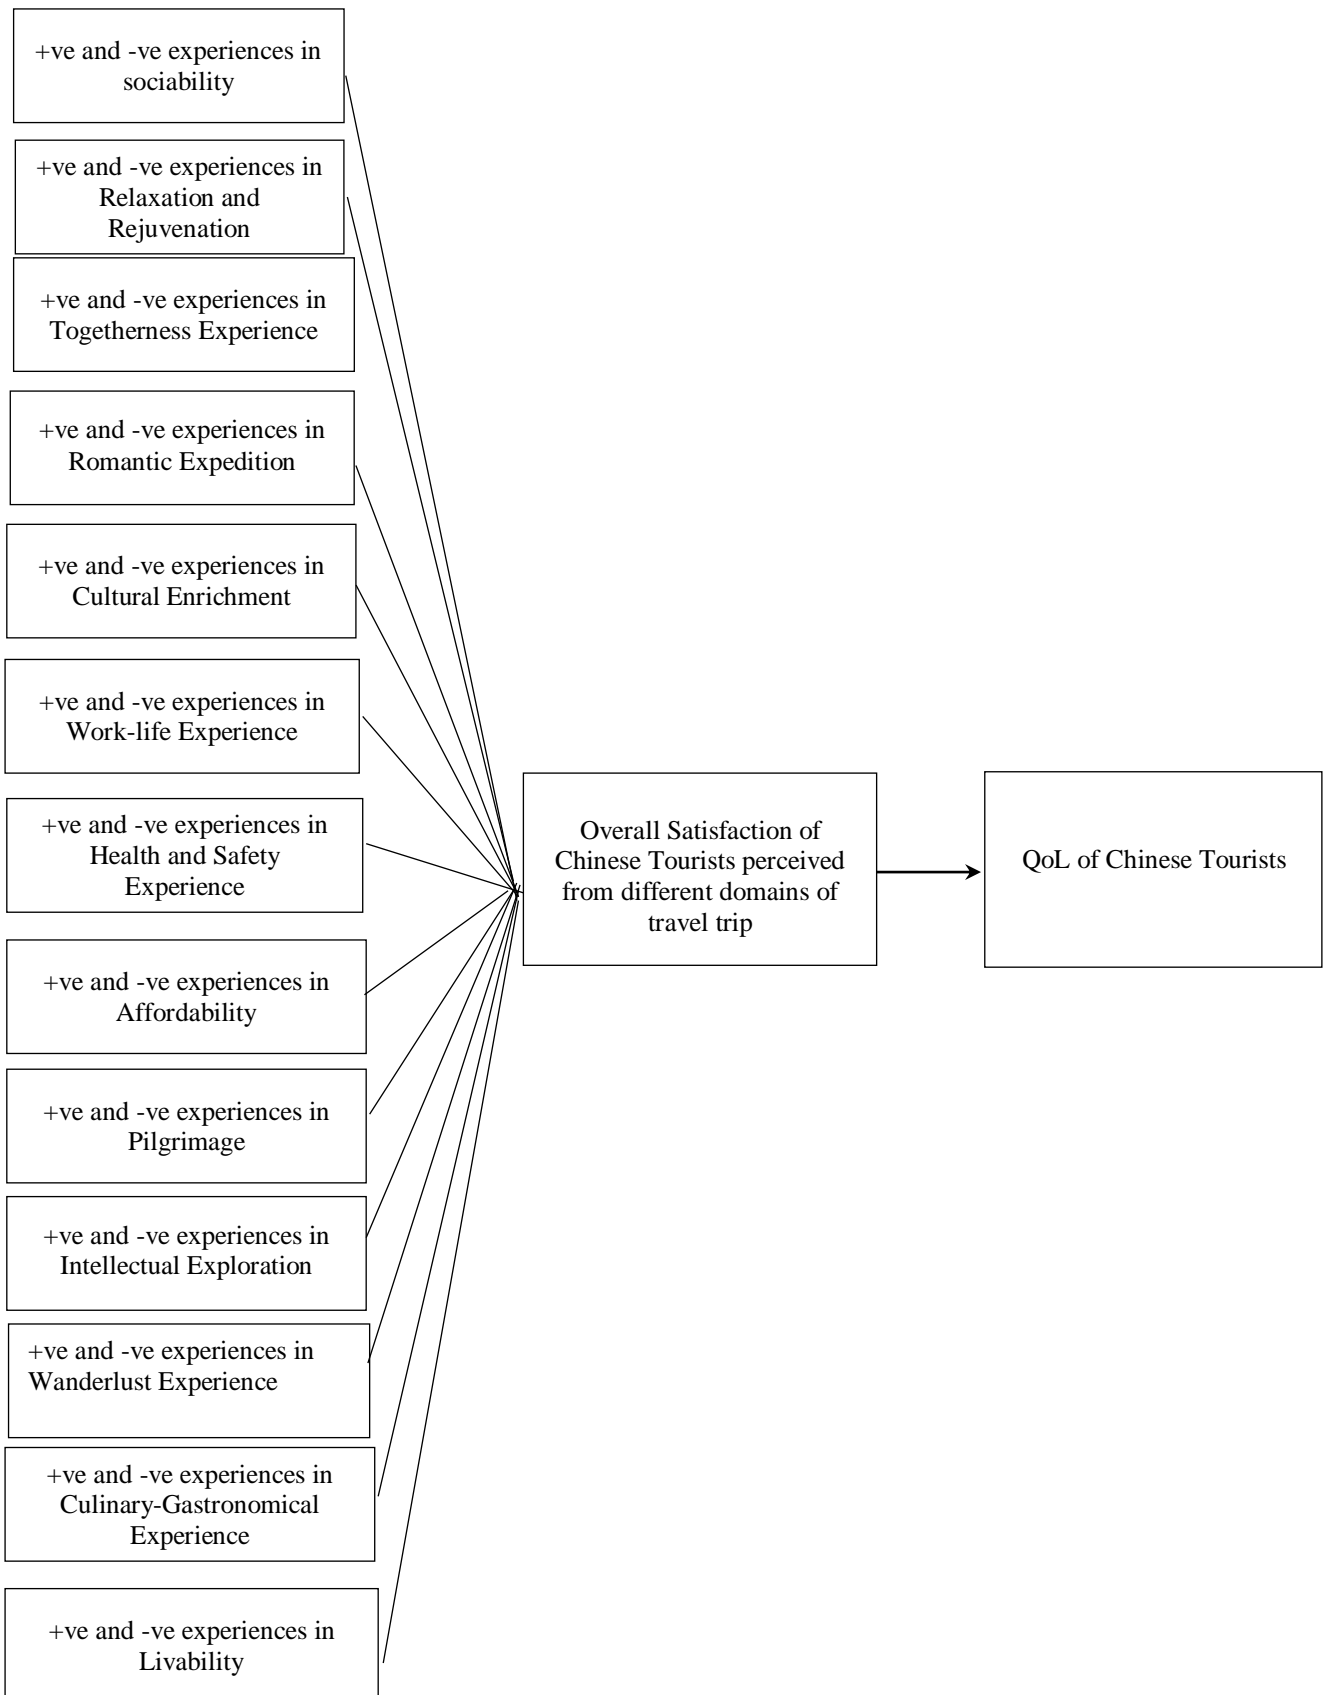 +ve and -ve experiences in
sociability
+ve and -ve experiences in
Relaxation and
Rejuvenation
+ve and -ve experiences in
Togetherness Experience
+ve and -ve experiences in
Romantic Expedition
+ve and -ve experiences in
Cultural Enrichment
+ve and -ve experiences in
Work-life Experience
+ve and -ve experiences in
Health and Safety
Experience
+ve and -ve experiences in
Affordability
+ve and -ve experiences in
Pilgrimage
+ve and -ve experiences in
Intellectual Exploration
+ve and -ve experiences in
Wanderlust Experience
+ve and -ve experiences in
Culinary-Gastronomical
Experience
+ve and -ve experiences in
Livability
Overall Satisfaction of
Chinese Tourists perceived
from different domains of
travel trip
QoL of Chinese Tourists